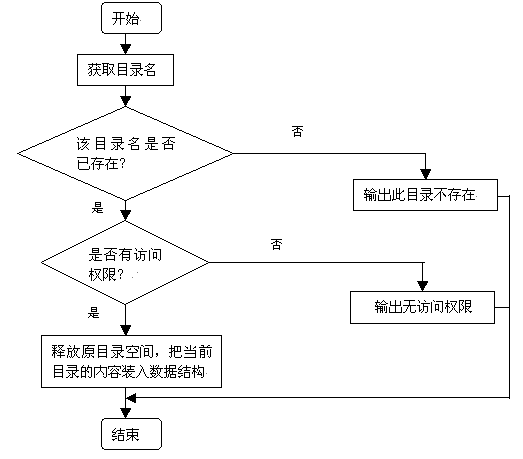 开始
获取目录名
该目录名是否
已存在?
否
输出此目录不存在
是
是否有访问
权限?
否
输出无访问权限
是
释放原目录空间，把当前
目录的内容装入数据结构
结束